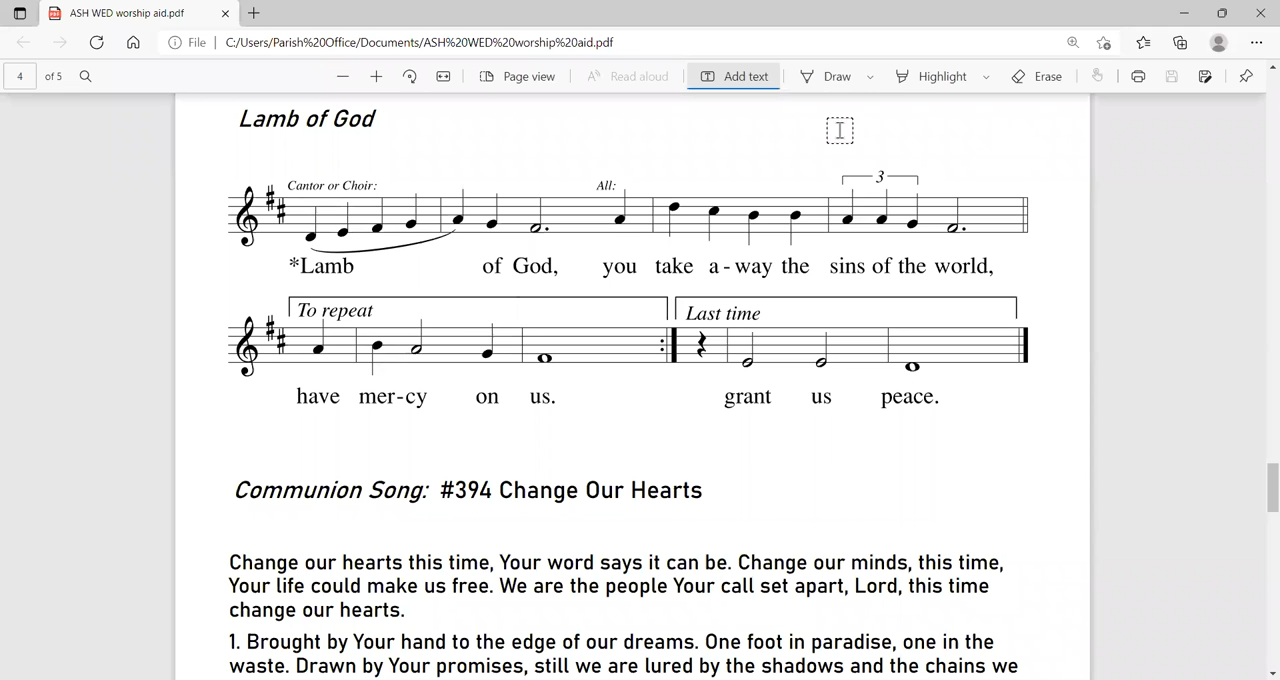 ASH WED worship aid.pdf
File C:/Users/Parish%20Office/Documents/ASH%20WED%20worship%20aid.pdf
4 of 5 Page view Read aloud Add text Draw Highlight Erase
Lamb of God
Cantor or Choir: All: 3
*Lamb of God, you take a-way the sins of the world,
To repeat Last time
have mer-cy on us. grant us peace.
Communion Song: #394 Change Our Hearts
Change our hearts this time, Your word says it can be. Change our minds, this time,
Your life could make us free. We are the people Your call set apart, Lord, this time
change our hearts.
1. Brought by Your hand to the edge of our dreams. One foot in paradise, one in the
waste. Drawn by Your promises, still we are lured by the shadows and the chains we